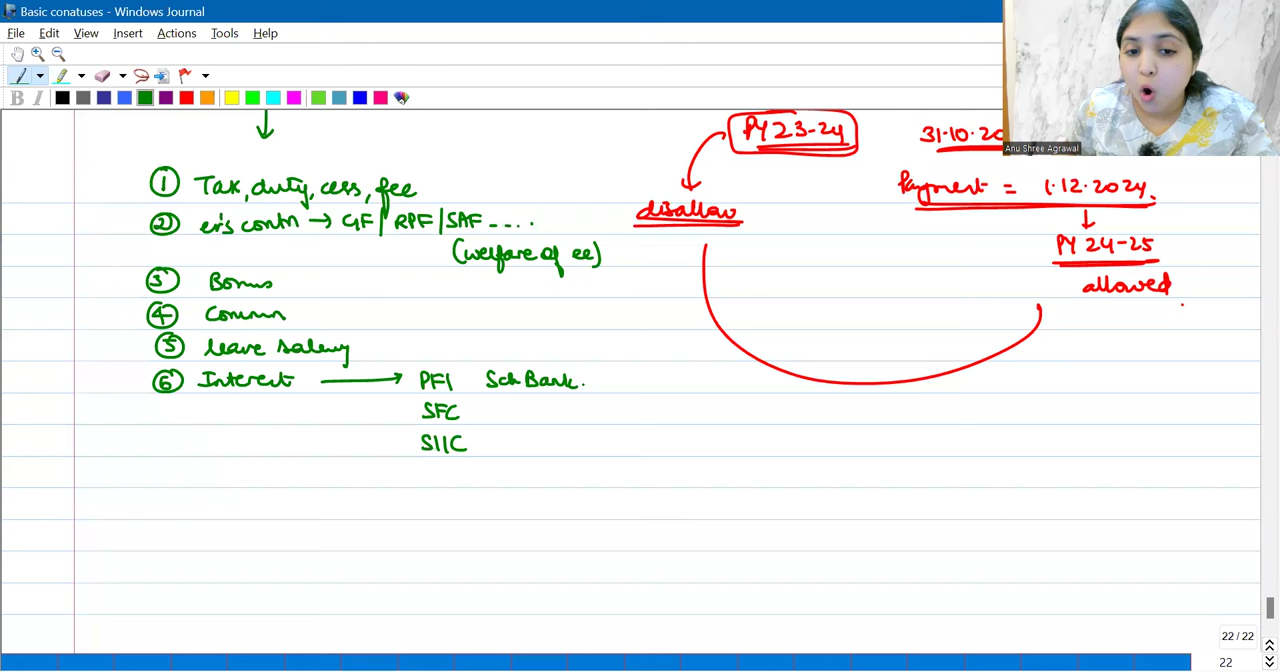 Basic conatuses - Windows Journal
File Edit View Insert Actions Tools Help
B I
Anu Shree Agrawal
PY 23-24
31.10.20
disallow
Payment = 1.12.2024.
PY 24-25
allowed
① Tax, duty, cess, fee
② er's contn → GF/ RPF/ SAF ----
(welfare of ee)
③ Bonus
④ Commn
⑤ leave salary
⑥ Interest → PFI Sch Bank.
SFC
SIIC
22 / 22
22